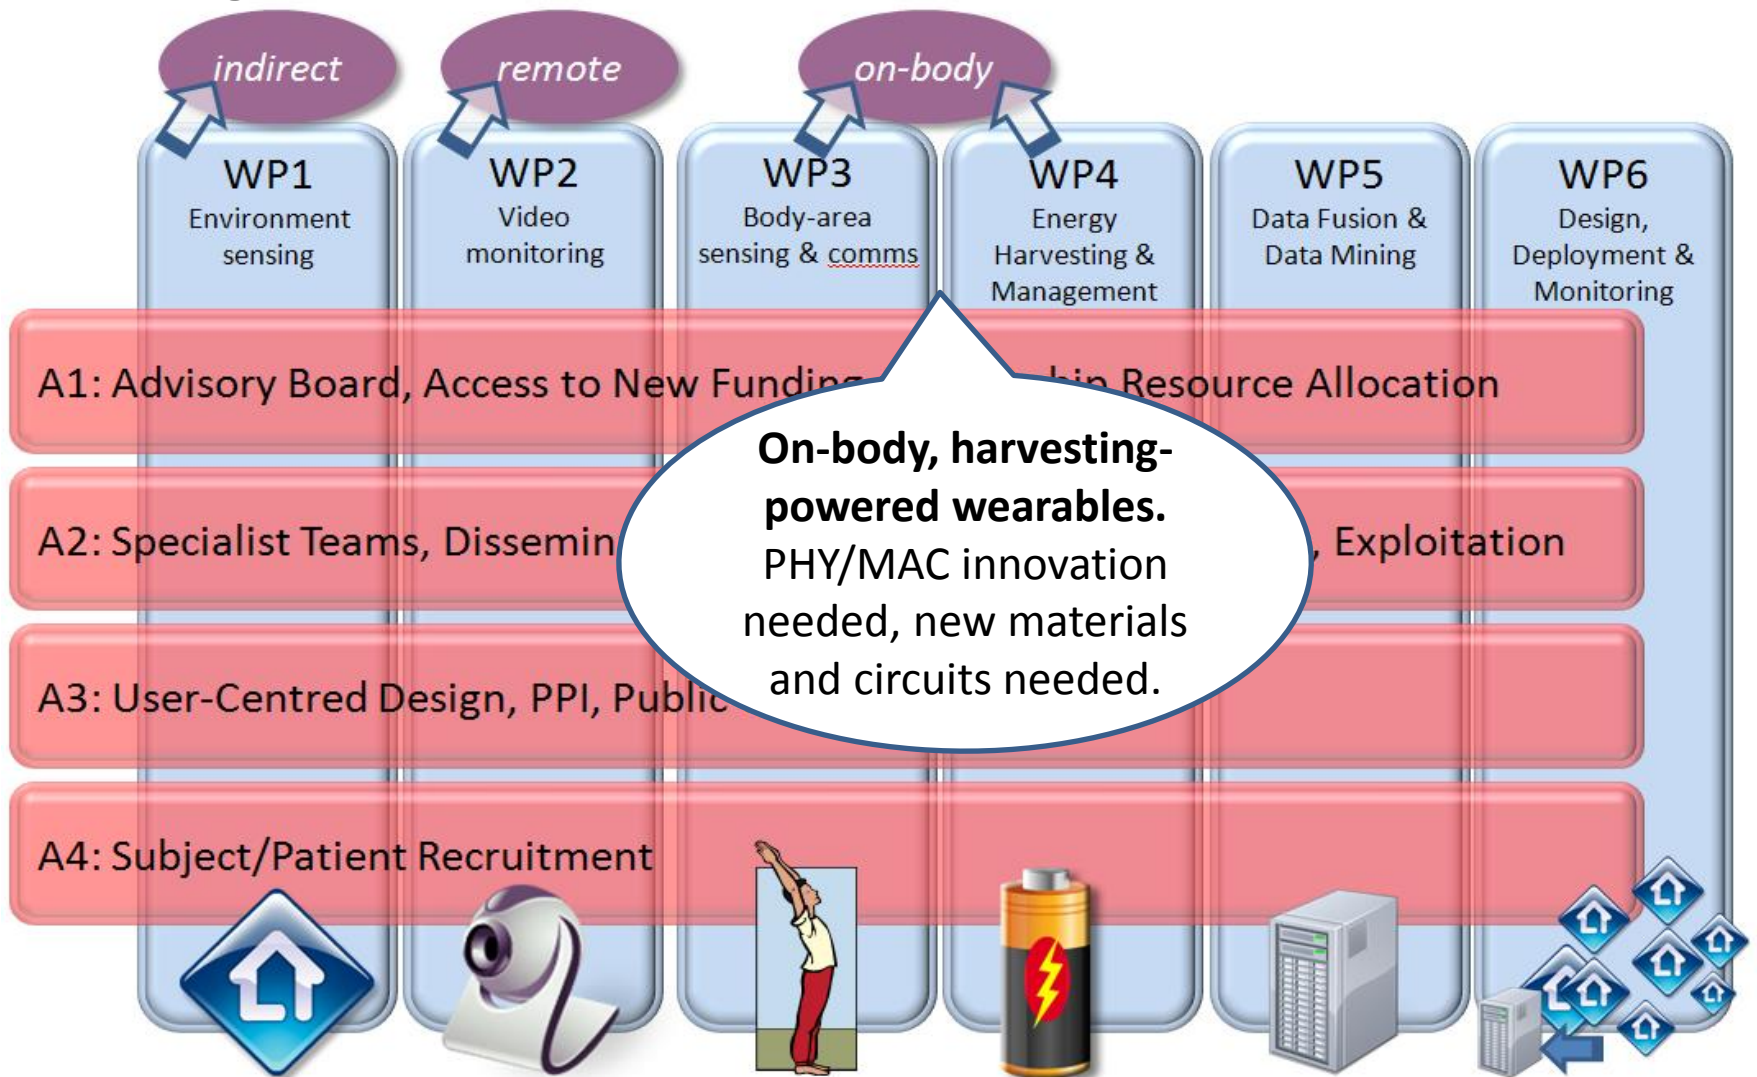 indirect
remote
on-body
WP1
Environment
sensing
WP2
Video
monitoring
WP3
Body-area
sensing & comms
WP4
Energy
Harvesting &
Management
WP5
Data Fusion &
Data Mining
WP6
Design,
Deployment &
Monitoring
A1: Advisory Board, Access to New Funding Resource Allocation
A2: Specialist Teams, , Exploitation
A3: User-Centred Design, PPI, Public
A4: Subject/Patient Recruitment
On-body, harvesting-
powered wearables.
PHY/MAC innovation
needed, new materials
and circuits needed.